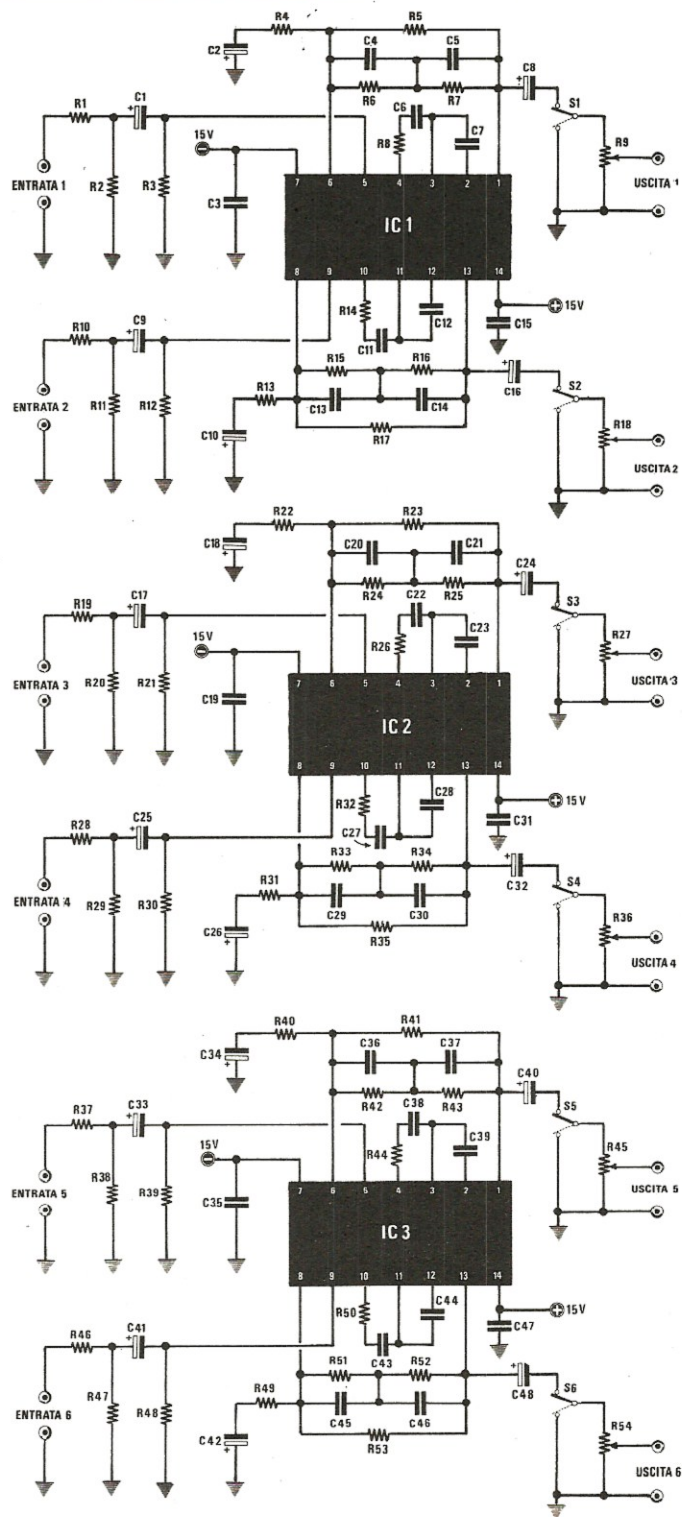 R4 R5
C2 C4 C5 C8
R1 C1 R6 R7 S1
C6 C7 R8 R9
15V
ENTRATA 1 R2 R3 C3 USCITA 1
7 6 5 4 3 2 1
IC 1
8 9 10 11 12 13 14
R10 C9 R14 C12 15V
C11 C15
R15 R16 S2
ENTRATA 2 R11 R12 R13 C13 C14 C16 R18
C10 R17 USCITA 2
R22 R23
C18 C20 C21 C24
R19 C17 R24 R25 S3
C22 C23 R26 R27
15V
ENTRATA 3 R20 R21 C19 USCITA 3
7 6 5 4 3 2 1
IC 2
8 9 10 11 12 13 14
R28 C25 R32 C28 15V
C27 C31
R33 R34 S4
ENTRATA 4 R29 R30 R31 C29 C30 C32 R36
C26 R35 USCITA 4
R40 R41
C34 C36 C37 C40
R37 C33 R42 R43 S5
C38 C39 R44 R45
15V
ENTRATA 5 R38 R39 C35 USCITA 5
7 6 5 4 3 2 1
IC 3
8 9 10 11 12 13 14
R46 C41 R50 C44 15V
C43 C47
R51 R52 S6
ENTRATA 6 R47 R48 R49 C45 C46 C48 R54
C42 R53 USCITA 6